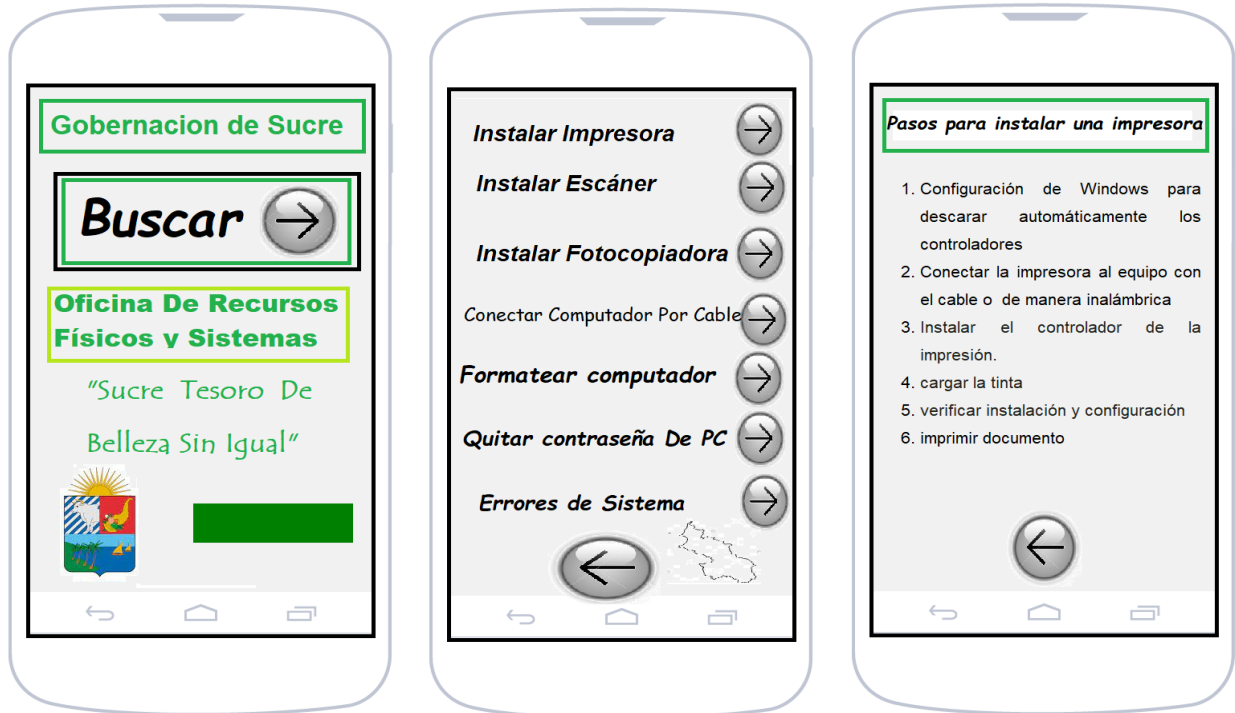 Gobernacion de Sucre
Buscar
Oficina De Recursos
Físicos y Sistemas
"Sucre Tesoro De
Belleza Sin Igual"
Instalar Impresora
Instalar Escáner
Instalar Fotocopiadora
Conectar Computador Por Cable
Formatear computador
Quitar contraseña De PC
Errores de Sistema
Pasos para instalar una impresora
1. Configuración de Windows para
descarar automáticamente los
controladores
2. Conectar la impresora al equipo con
el cable o de manera inalámbrica
3. Instalar el controlador de la
impresión.
4. cargar la tinta
5. verificar instalación y configuración
6. imprimir documento